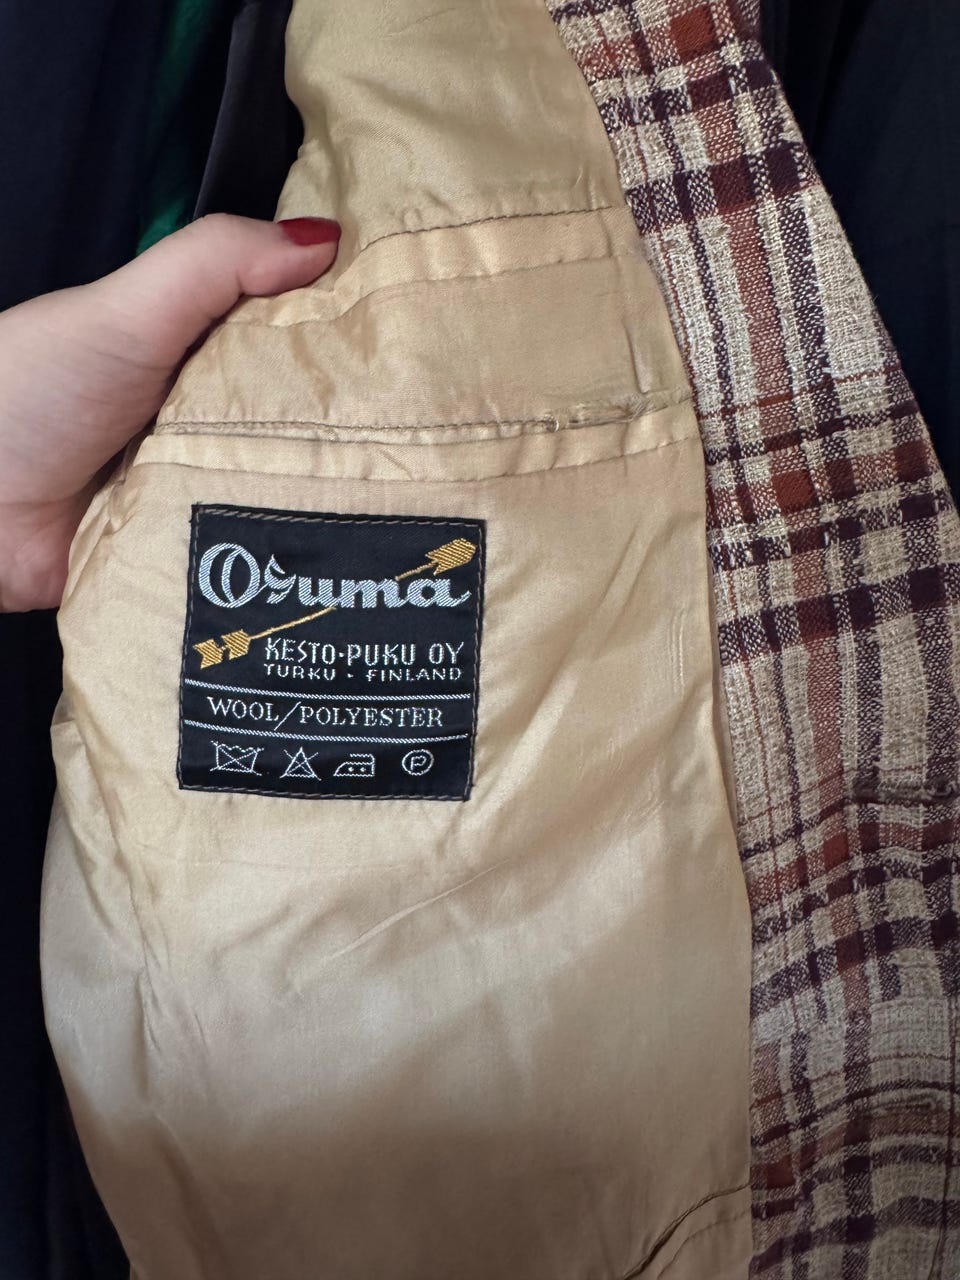 Osuma
KESTO-PUKU OY
TURKU · FINLAND
WOOL/POLYESTER
P